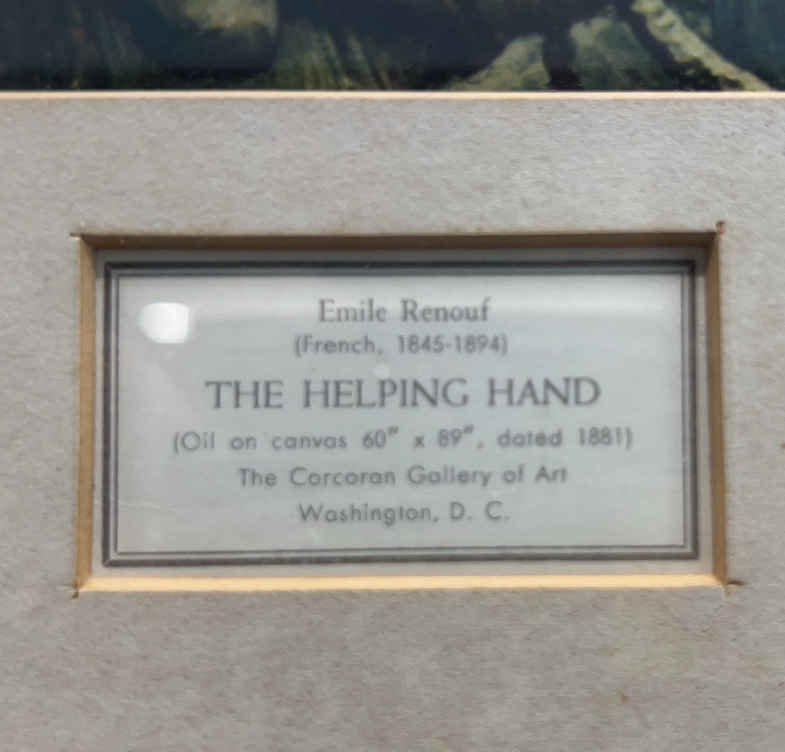 Emile Renouf
(French, 1845-1894)
THE HELPING HAND
(Oil on canvas 60" x 89", dated 1881)
The Corcoran Gallery of Art
Washington, D. C.